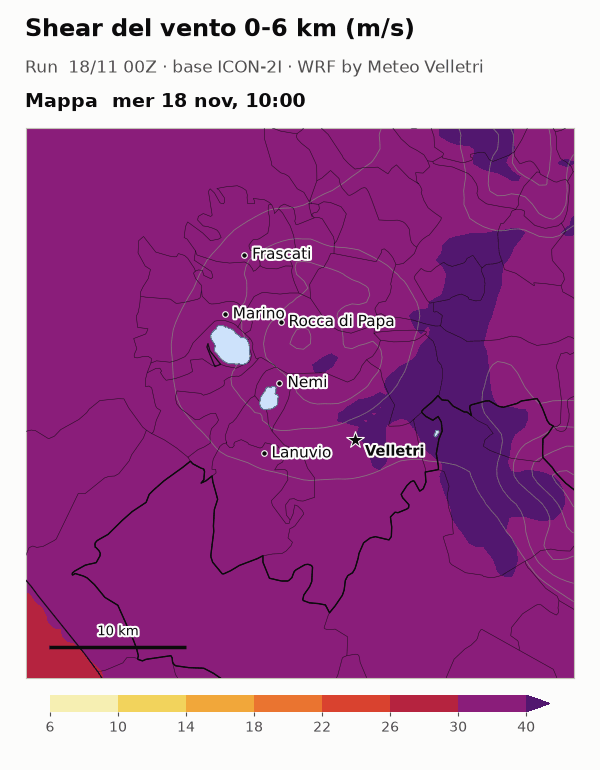 Shear del vento 0-6 km (m/s)
Run  18/11 00Z · base ICON-2I · WRF by Meteo Velletri
Mappa  mer 18 nov, 10:00
Frascati
Marino
Rocca di Papa
Nemi
Velletri
Lanuvio
10 km
6 10 14 18 22 26 30 40